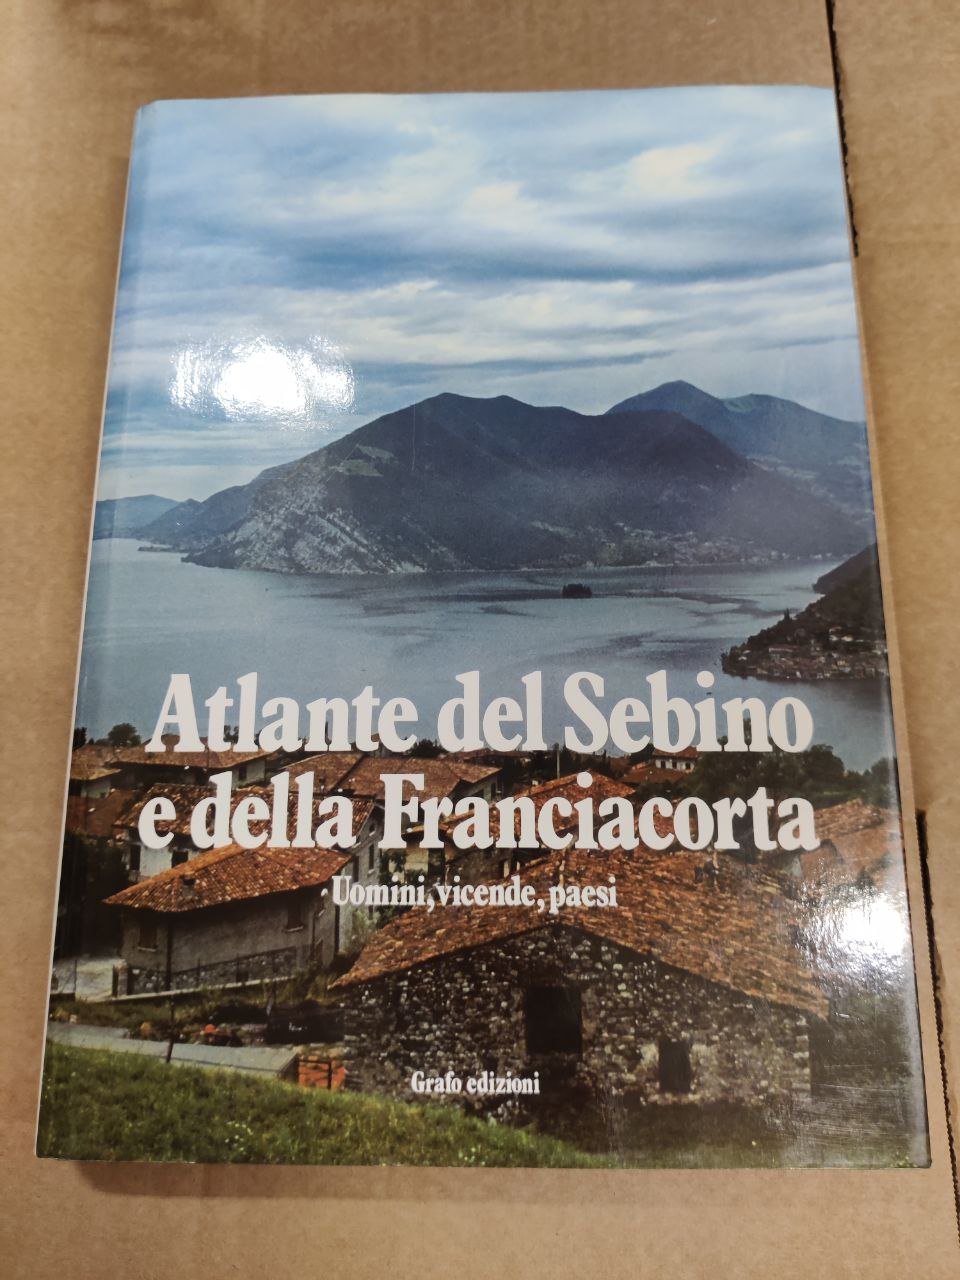 Atlante del Sebino
e della Franciacorta
Uomini, vicende, paesi
Grafo edizioni